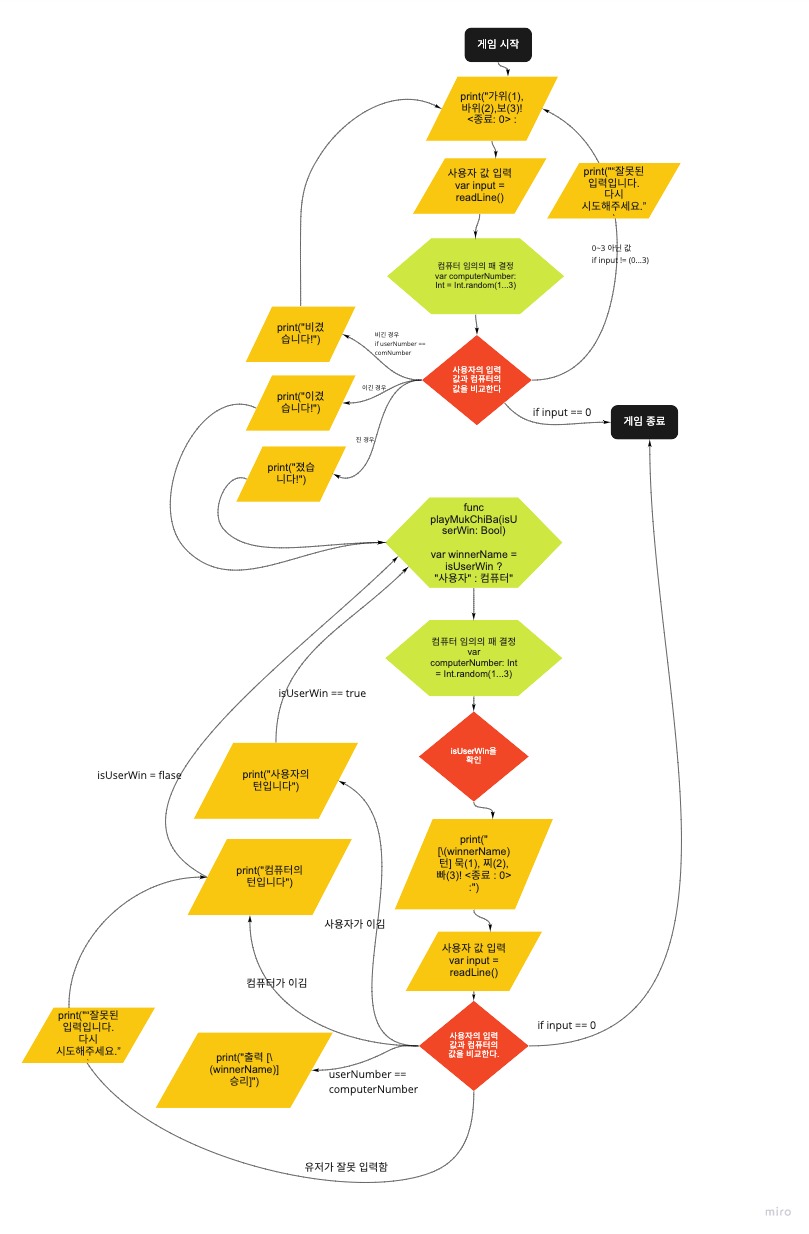 게임 시작
print("가위(1),
바위(2),보(3)!
<종료: 0> :
사용자 값 입력
var input =
readLine()
print("“잘못된
입력입니다.
다시
시도해주세요.”
컴퓨터 임의의 패 결정
var computerNumber:
Int = Int.random(1...3)
0~3 아닌 값
if input != (0...3)
print("비겼
습니다!")
비긴 경우
if userNumber ==
comNumber
사용자의 입력
값과 컴퓨터의
값을 비교한다
print("이겼
습니다!")
이긴 경우
if input == 0
게임 종료
진 경우
print("졌습
니다!")
func
playMukChiBa(isU
serWin: Bool)
var winnerName =
isUserWin ?
"사용자" : 컴퓨터"
컴퓨터 임의의 패 결정
var
computerNumber: Int
= Int.random(1...3)
isUserWin == true
isUserWin을
확인
isUserWin = flase
print("사용자의
턴입니다")
print("
[\(winnerName)
턴] 묵(1), 찌(2),
빠(3)! <종료 : 0>
:")
print("컴퓨터의
턴입니다")
사용자가 이김
사용자 값 입력
var input =
readLine()
컴퓨터가 이김
print("“잘못된
입력입니다.
다시
시도해주세요.”
if input == 0
사용자의 입력
값과 컴퓨터의
값을 비교한다.
print("출력 [\
(winnerName)]
승리]")
userNumber ==
computerNumber
유저가 잘못 입력함
miro